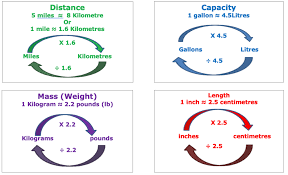 Distance
5 miles ≈ 8 Kilometre
Or
1 mile ≈ 1.6 Kilometres
X 1.6
Miles
Kilometres
÷ 1.6
Capacity
1 gallon ≈ 4.5Litres
X 4.5
Gallons
Litres
÷ 4.5
Mass (Weight)
1 Kilogram ≈ 2.2 pounds (lb)
X 2.2
Kilograms
pounds
÷ 2.2
Length
1 inch ≈ 2.5 centimetres
X 2.5
inches
centimetres
÷ 2.5